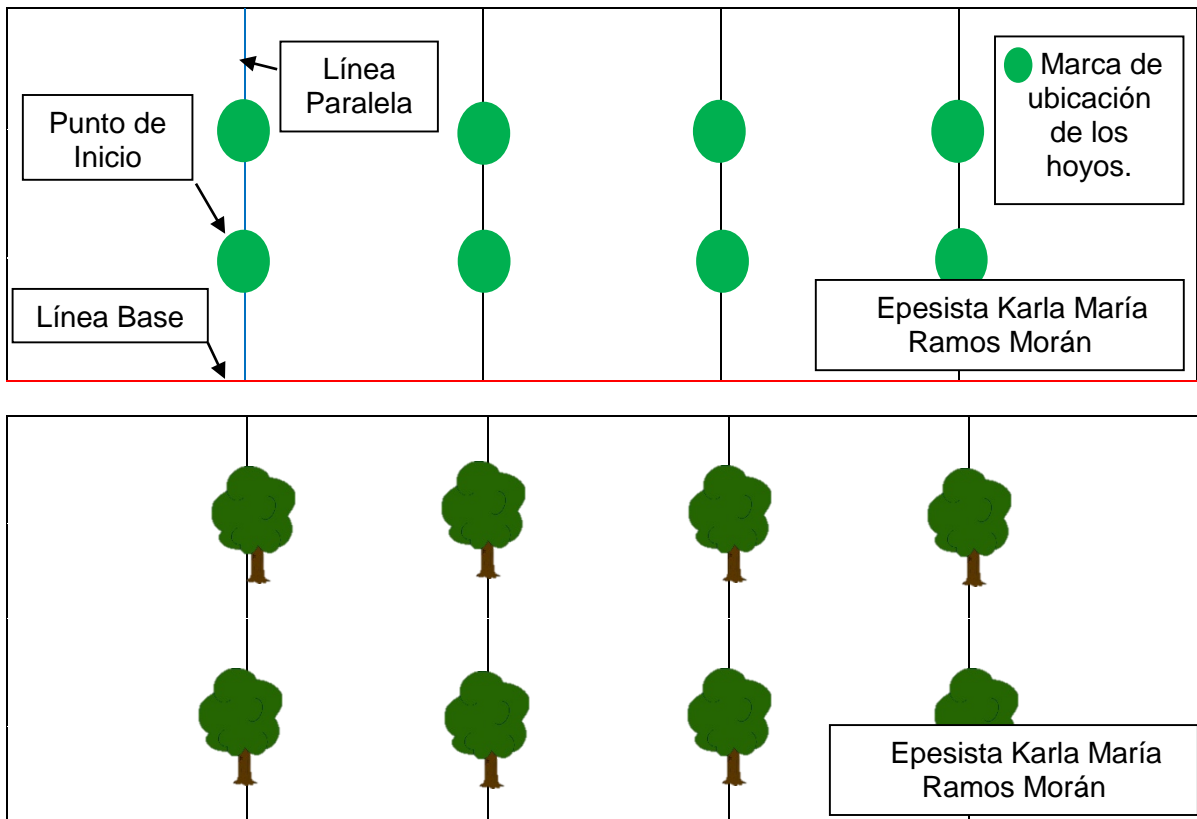 Línea
Paralela
Marca de
ubicación
de los
hoyos.
Punto de
Inicio
Línea Base
Epesista Karla María
Ramos Morán
Epesista Karla María
Ramos Morán